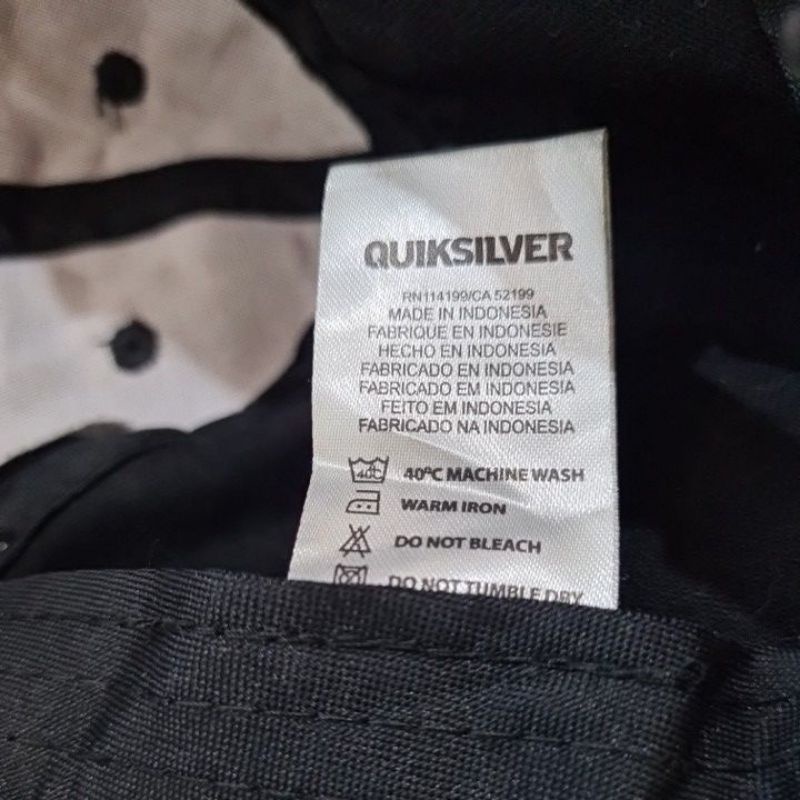 QUIKSILVER
RN114199/CA 52199
MADE IN INDONESIA
FABRIQUE EN INDONESIE
HECHO EN INDONESIA
FABRICADO EN INDONESIA
FABRICADO EM INDONESIA
FEITO EM INDONESIA
FABRICADO NA INDONESIA
40°C 40ºC MACHINE WASH
WARM IRON
DO NOT BLEACH
DO NOT TUMBLE DRY